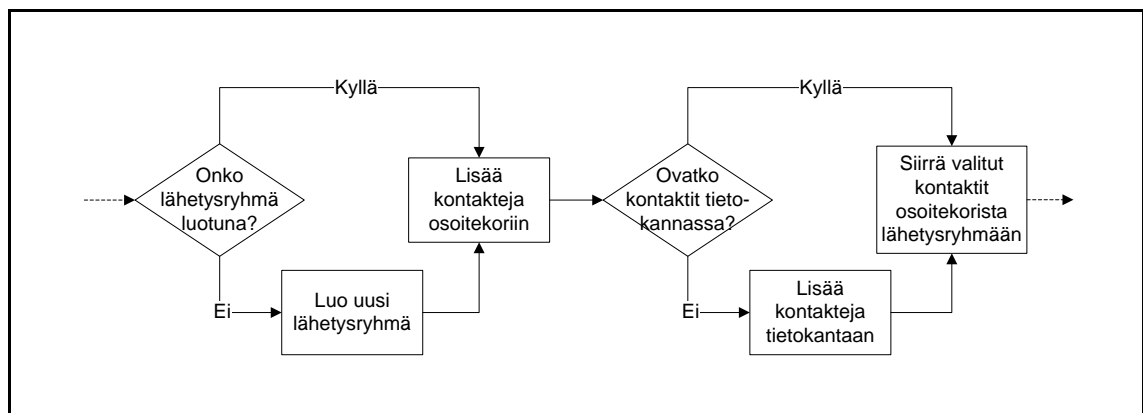 Kyllä
Onko
lähetysryhmä
luotuna?
Ei
Luo uusi
lähetysryhmä
Lisää
kontakteja
osoitekoriin
Kyllä
Ovatko
kontaktit tieto-
kannassa?
Ei
Lisää
kontakteja
tietokantaan
Siirrä valitut
kontaktit
osoitekorista
lähetysryhmään